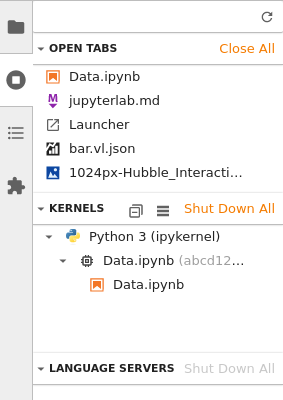 OPEN TABS Close All
Data.ipynb
jupyterlab.md
Launcher
bar.vl.json
1024px-Hubble_Interacti...
KERNELS Shut Down All
Python 3 (ipykernel)
Data.ipynb (abcd12...
Data.ipynb
LANGUAGE SERVERS Shut Down All